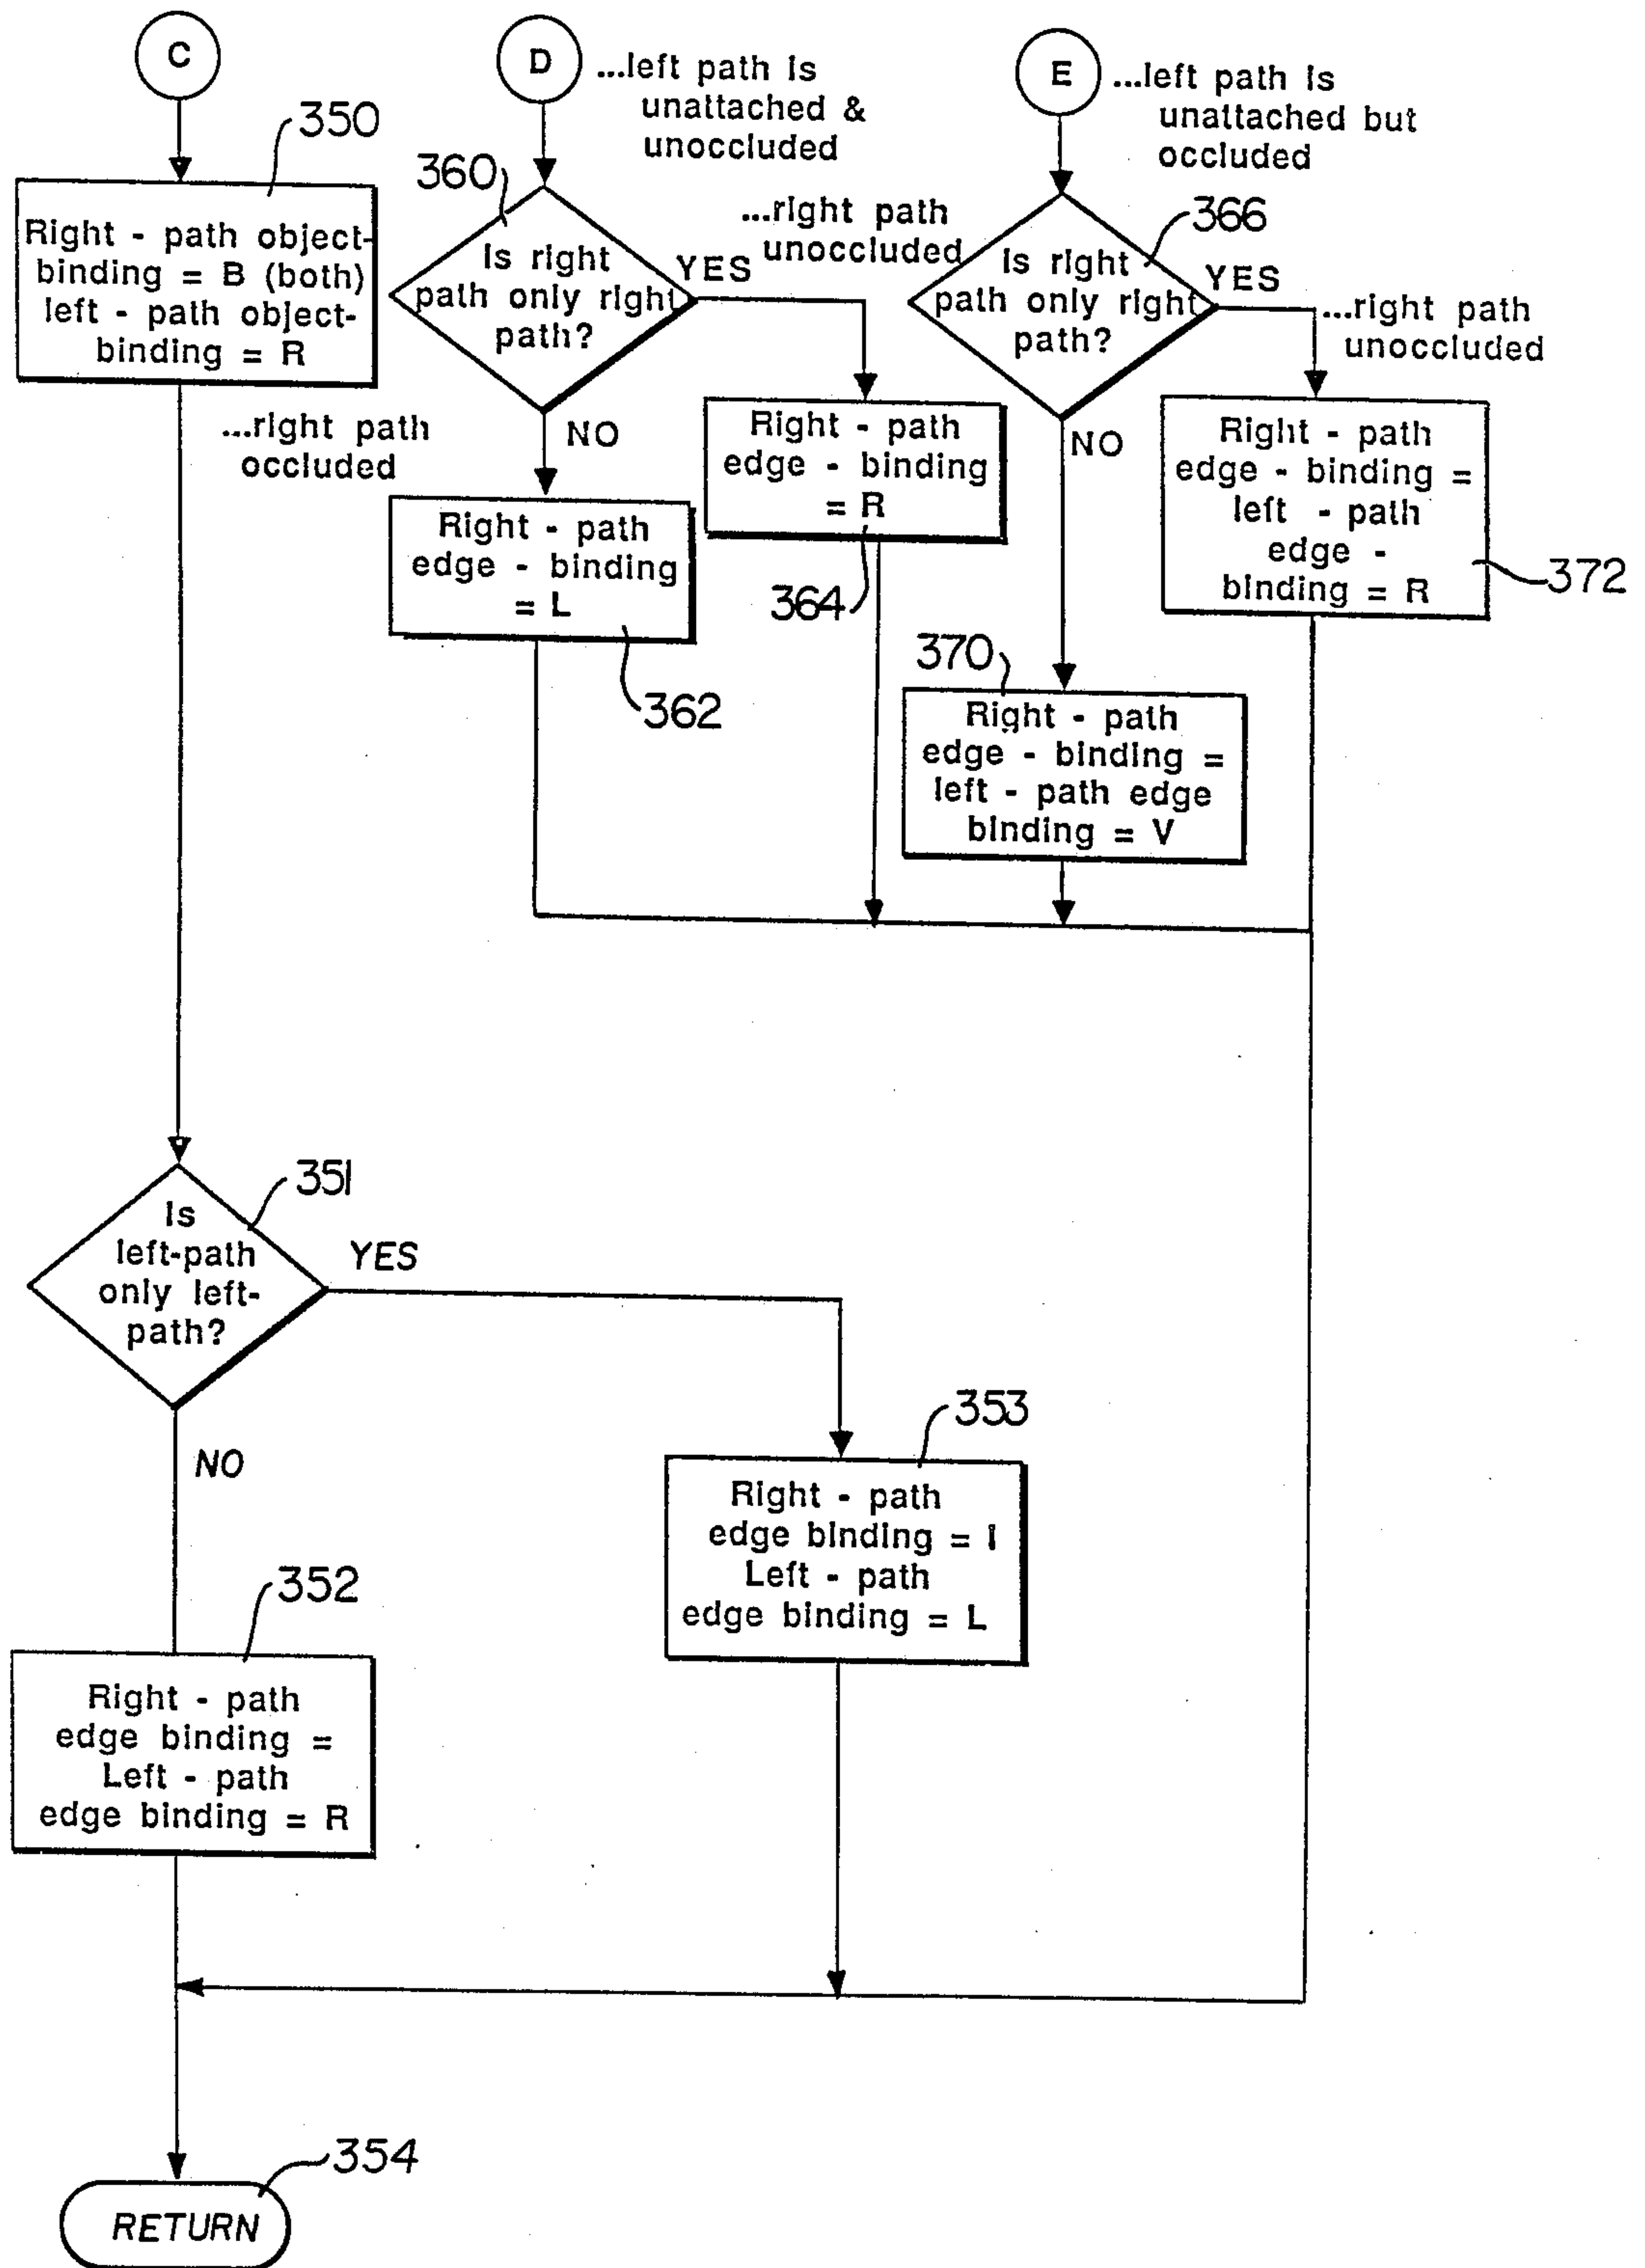 C
350
Right - path object-
binding = B (both)
left - path object-
binding = R
D
...left path is
unattached &
unoccluded
360
Is right
path only right
path?
YES
...right path
unoccluded
NO
...right path
occluded
Right - path
edge - binding
= L
362
Right - path
edge - binding
= R
364
E
...left path is
unattached but
occluded
366
Is right
path only right
path?
YES
...right path
unoccluded
NO
Right - path
edge - binding =
left - path
edge -
binding = R
372
370
Right - path
edge - binding =
left - path edge
binding = V
351
Is
left-path
only left-
path?
YES
NO
353
Right - path
edge binding = I
Left - path
edge binding = L
352
Right - path
edge binding =
Left - path
edge binding = R
354
RETURN